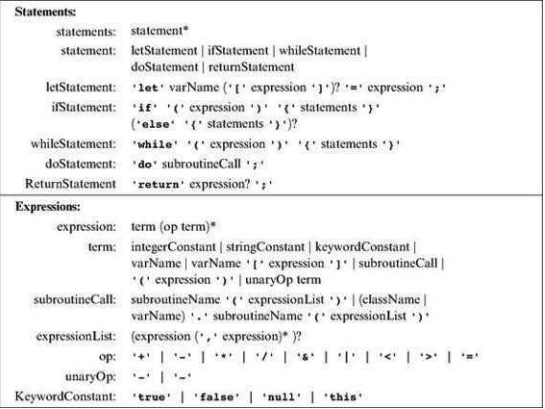 Statements:
statements: statement*
statement: letStatement | ifStatement | whileStatement |
doStatement | returnStatement
letStatement: 'let' varName ('[' expression ']')? '=' expression ';'
ifStatement: 'if' '(' expression ')' '{' statements '}'
('else' '{' statements '}')?
whileStatement: 'while' '(' expression ')' '{' statements '}'
doStatement: 'do' subroutineCall ';'
ReturnStatement 'return' expression? ';'
Expressions:
expression: term (op term)*
term: integerConstant | stringConstant | keywordConstant |
varName | varName '[' expression ']' | subroutineCall |
'(' expression ')' | unaryOp term
subroutineCall: subroutineName '(' expressionList ')' | (className |
varName) '.' subroutineName '(' expressionList ')'
expressionList: (expression (',' expression)* )?
op: '+' | '-' | '*' | '/' | '&' | '|' | '<' | '>' | '='
unaryOp: '-' | '~'
KeywordConstant: 'true' | 'false' | 'null' | 'this'